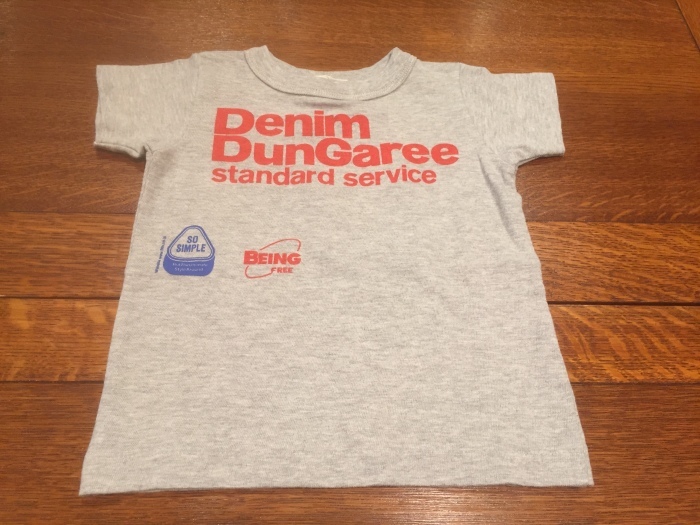 Denim
DunGaree
standard service
SO
SIMPLE
BEING
FREE